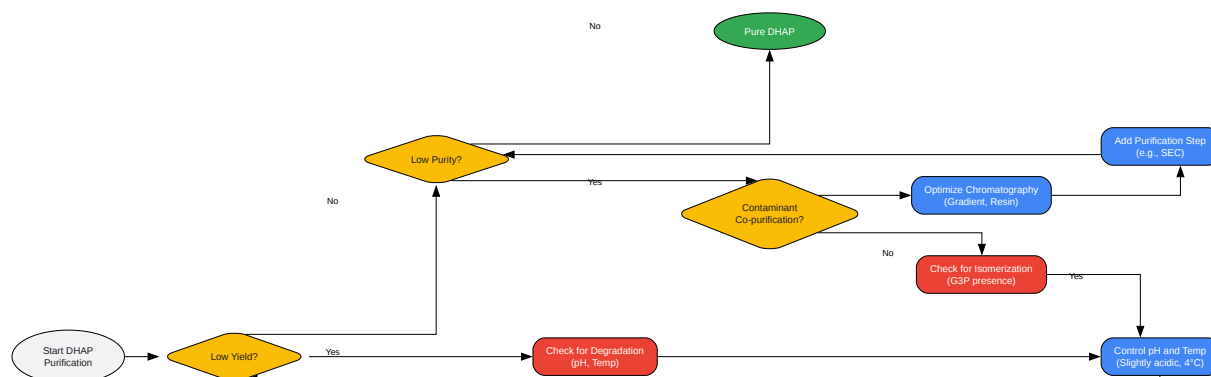 No
Pure DHAP
Low Purity?
Add Purification Step
(e.g., SEC)
Yes
Optimize Chromatography
(Gradient, Resin)
No
Contaminant
Co-purification?
No
Check for Isomerization
(G3P presence)
Yes
Start DHAP
Purification
Low Yield?
Yes
Check for Degradation
(pH, Temp)
Control pH and Temp
(Slightly acidic, 4°C)